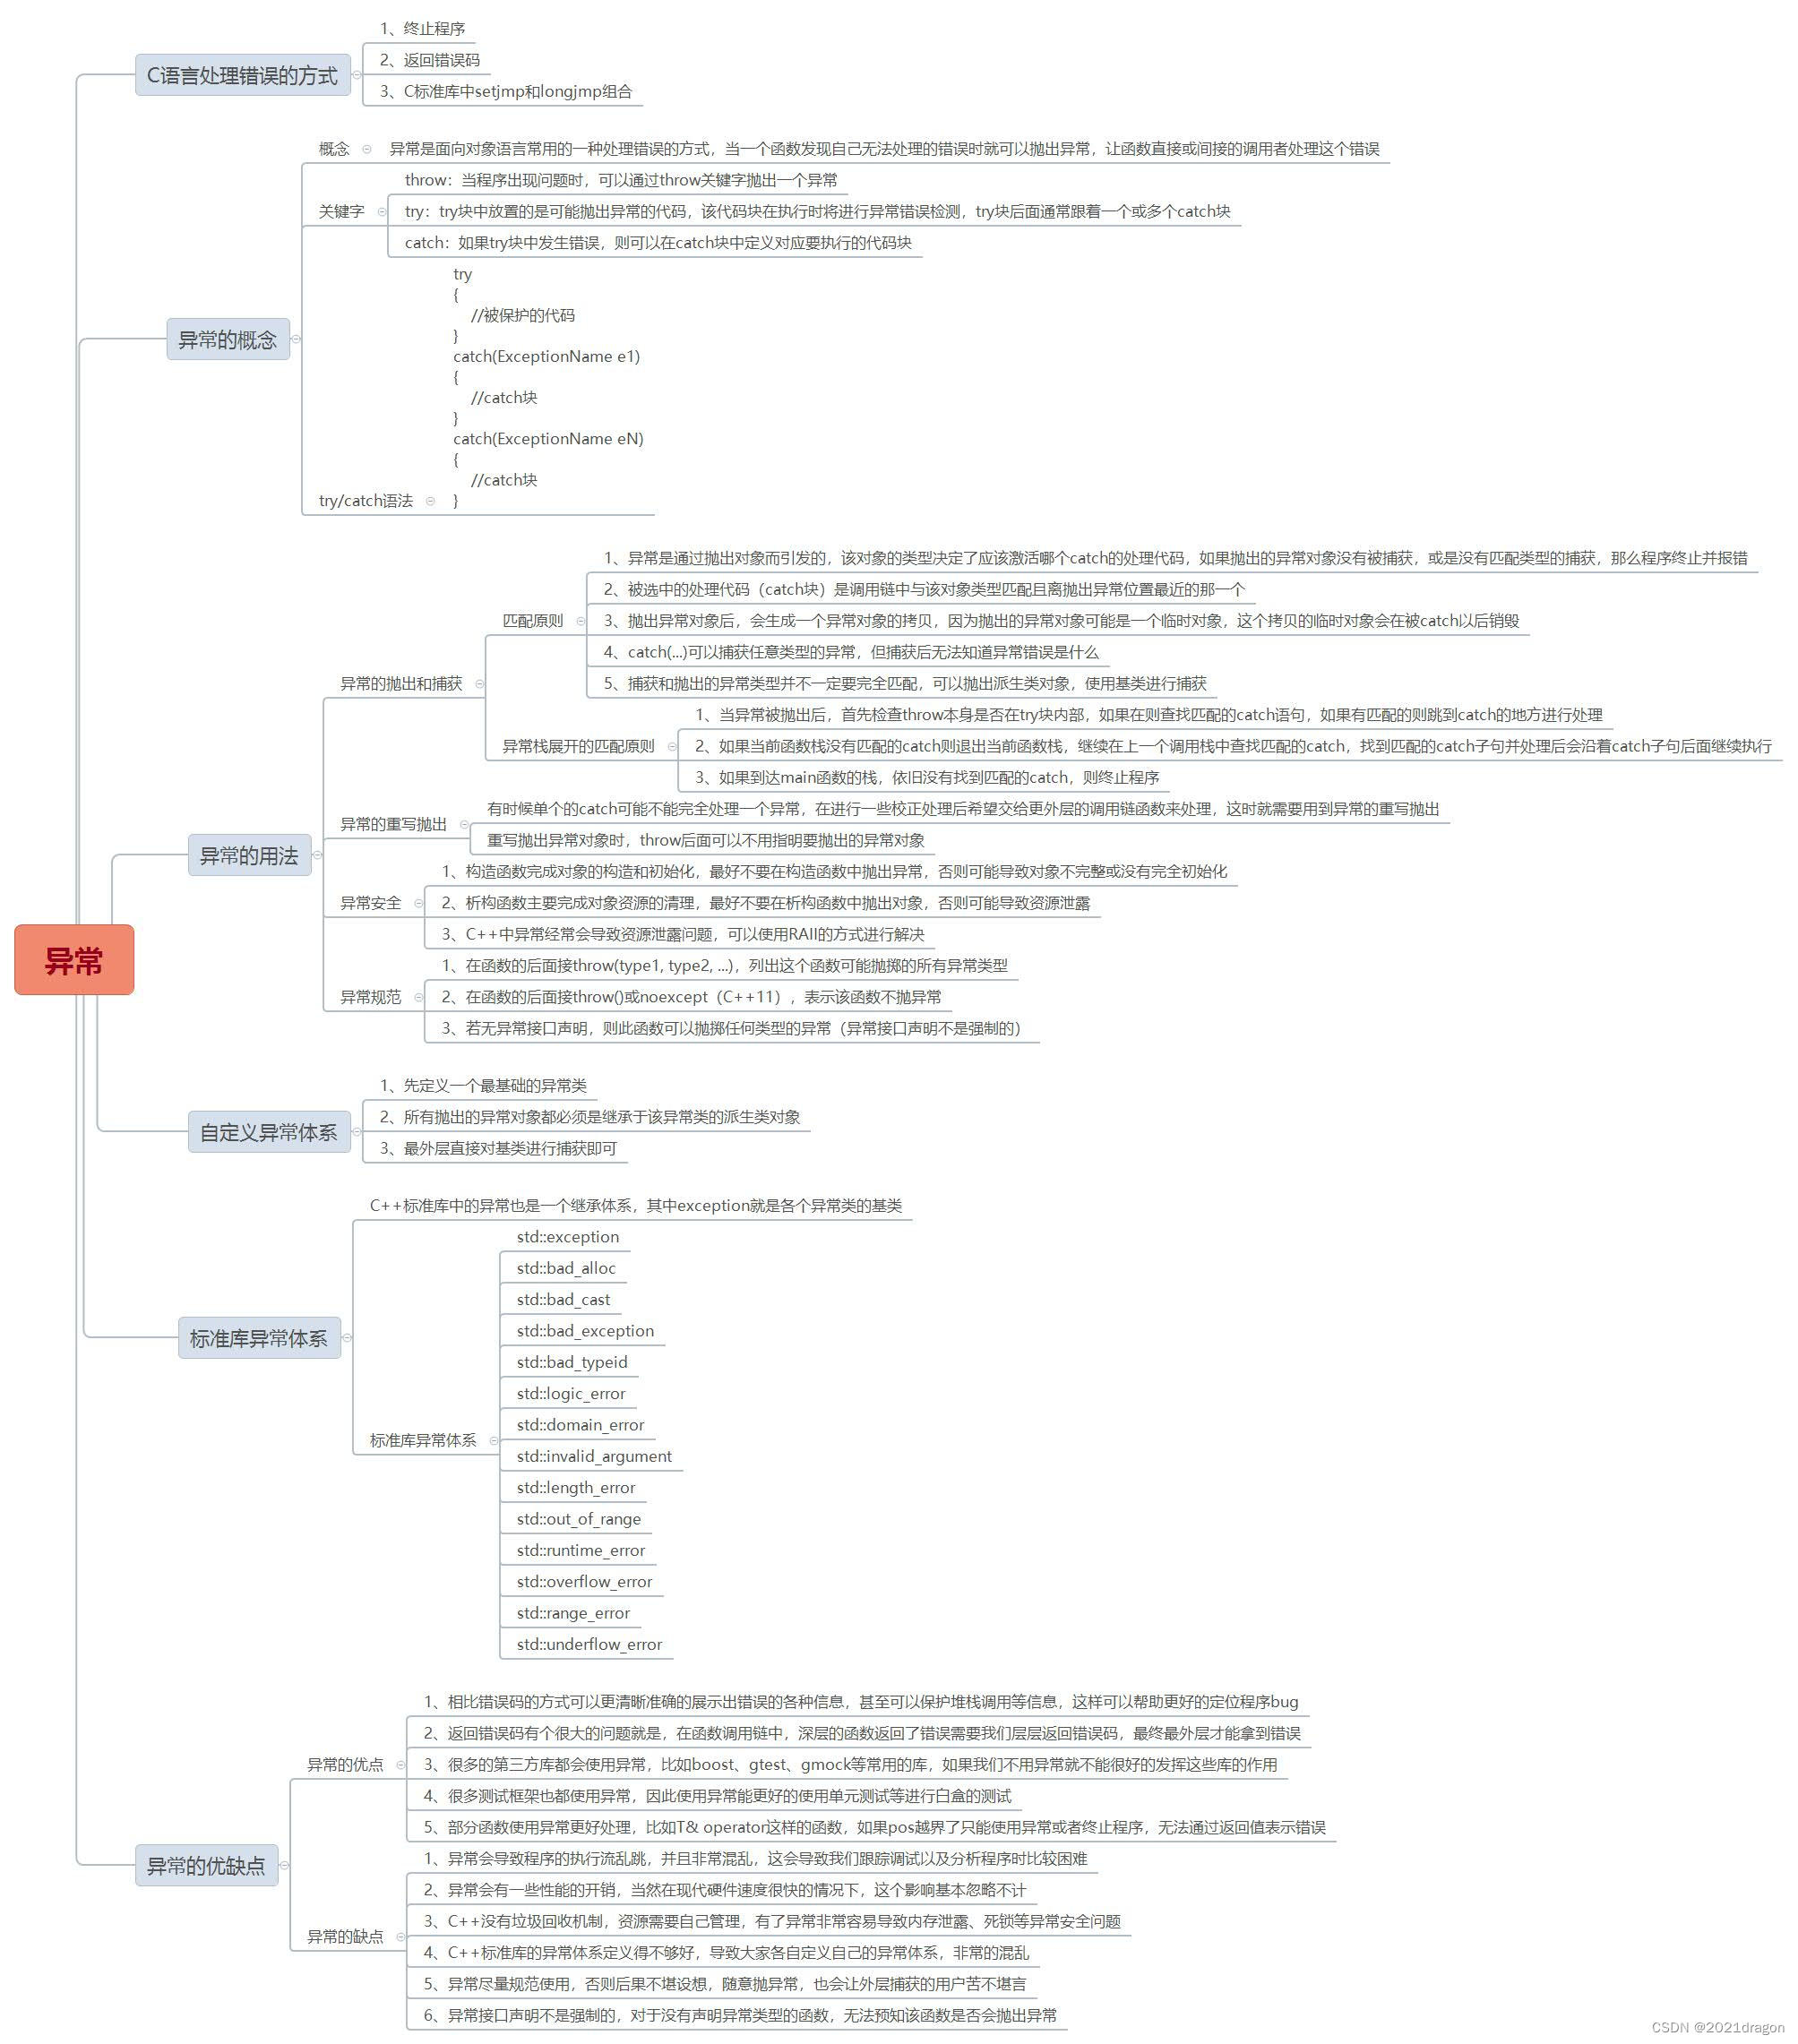 异常
C语言处理错误的方式
1、终止程序
2、返回错误码
3、C标准库中setjmp和longjmp组合
异常的概念
概念
异常是面向对象语言常用的一种处理错误的方式，当一个函数发现自己无法处理的错误时就可以抛出异常，让函数直接或间接的调用者处理这个错误
关键字
throw：当程序出现问题时，可以通过throw关键字抛出一个异常
try：try块中放置的是可能抛出异常的代码，该代码块在执行时将进行异常错误检测，try块后面通常跟着一个或多个catch块
catch：如果try块中发生错误，则可以在catch块中定义对应要执行的代码块
try/catch语法
try
{
//被保护的代码
}
catch(ExceptionName e1)
{
//catch块
}
catch(ExceptionName eN)
{
//catch块
}
异常的用法
异常的抛出和捕获
匹配原则
1、异常是通过抛出对象而引发的，该对象的类型决定了应该激活哪个catch的处理代码，如果抛出的异常对象没有被捕获，或是没有匹配类型的捕获，那么程序终止并报错
2、被选中的处理代码（catch块）是调用链中与该对象类型匹配且离抛出异常位置最近的那一个
3、抛出异常对象后，会生成一个异常对象的拷贝，因为抛出的异常对象可能是一个临时对象，这个拷贝的临时对象会在被catch以后销毁
4、catch(...)可以捕获任意类型的异常，但捕获后无法知道异常错误是什么
5、捕获和抛出的异常类型并不一定要完全匹配，可以抛出派生类对象，使用基类进行捕获
异常栈展开的匹配原则
1、当异常被抛出后，首先检查throw本身是否在try块内部，如果在则查找匹配的catch语句，如果有匹配的则跳到catch的地方进行处理
2、如果当前函数栈没有匹配的catch则退出当前函数栈，继续在上一个调用栈中查找匹配的catch，找到匹配的catch子句并处理后会沿着catch子句后面继续执行
3、如果到达main函数的栈，依旧没有找到匹配的catch，则终止程序
异常的重写抛出
有时候单个的catch可能不能完全处理一个异常，在进行一些校正处理后希望交给更外层的调用链函数来处理，这时就需要用到异常的重写抛出
重写抛出异常对象时，throw后面可以不用指明要抛出的异常对象
异常安全
1、构造函数完成对象的构造和初始化，最好不要在构造函数中抛出异常，否则可能导致对象不完整或没有完全初始化
2、析构函数主要完成对象资源的清理，最好不要在析构函数中抛出对象，否则可能导致资源泄露
3、C++中异常经常会导致资源泄露问题，可以使用RAII的方式进行解决
异常规范
1、在函数的后面接throw(type1, type2, ...)，列出这个函数可能抛掷的所有异常类型
2、在函数的后面接throw()或noexcept（C++11），表示该函数不抛异常
3、若无异常接口声明，则此函数可以抛掷任何类型的异常（异常接口声明不是强制的）
自定义异常体系
1、先定义一个最基础的异常类
2、所有抛出的异常对象都必须是继承于该异常类的派生类对象
3、最外层直接对基类进行捕获即可
标准库异常体系
C++标准库中的异常也是一个继承体系，其中exception就是各个异常类的基类
标准库异常体系
std::exception
std::bad_alloc
std::bad_cast
std::bad_exception
std::bad_typeid
std::logic_error
std::domain_error
std::invalid_argument
std::length_error
std::out_of_range
std::runtime_error
std::overflow_error
std::range_error
std::underflow_error
异常的优缺点
异常的优点
1、相比错误码的方式可以更清晰准确的展示出错误的各种信息，甚至可以保护堆栈调用等信息，这样可以帮助更好的定位程序bug
2、返回错误码有个很大的问题就是，在函数调用链中，深层的函数返回了错误需要我们层层返回错误码，最终最外层才能拿到错误
3、很多的第三方库都会使用异常，比如boost、gtest、gmock等常用的库，如果我们不用异常就不能很好的发挥这些库的作用
4、很多测试框架也都使用异常，因此使用异常能更好的使用单元测试等进行白盒的测试
5、部分函数使用异常更好处理，比如T& operator这样的函数，如果pos越界了只能使用异常或者终止程序，无法通过返回值表示错误
异常的缺点
1、异常会导致程序的执行流乱跳，并且非常混乱，这会导致我们跟踪调试以及分析程序时比较困难
2、异常会有一些性能的开销，当然在现代硬件速度很快的情况下，这个影响基本忽略不计
3、C++没有垃圾回收机制，资源需要自己管理，有了异常非常容易导致内存泄露、死锁等异常安全问题
4、C++标准库的异常体系定义得不够好，导致大家各自定义自己的异常体系，非常的混乱
5、异常尽量规范使用，否则后果不堪设想，随意抛异常，也会让外层捕获的用户苦不堪言
6、异常接口声明不是强制的，对于没有声明异常类型的函数，无法预知该函数是否会抛出异常
CSDN @2021dragon